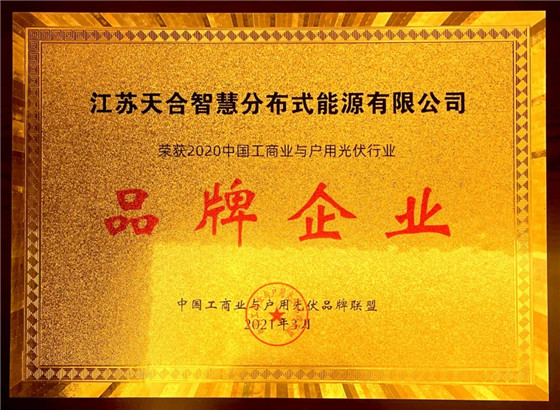 江苏天合智慧分布式能源有限公司
荣获2020中国工商业与户用光伏行业
品牌企业
中国工商业与户用光伏品牌联盟
2021年3月